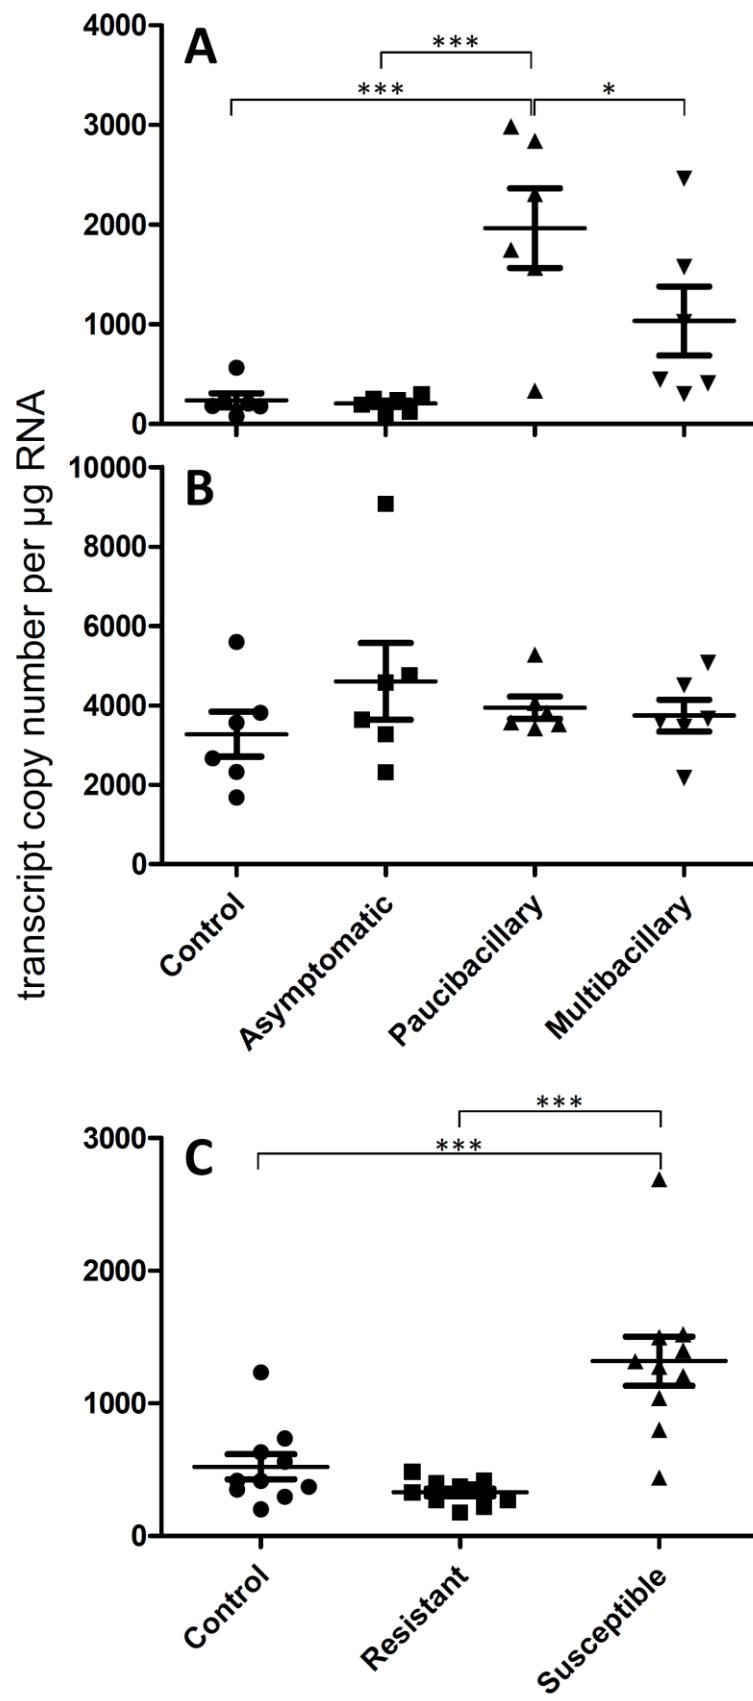 transcript copy number per µg RNA
A
4000
3000
2000
1000
0
***
***
*
B
10000
8000
6000
4000
2000
0
Control
Asymptomatic
Paucibacillary
Multibacillary
C
3000
2000
1000
0
***
***
Control
Resistant
Susceptible